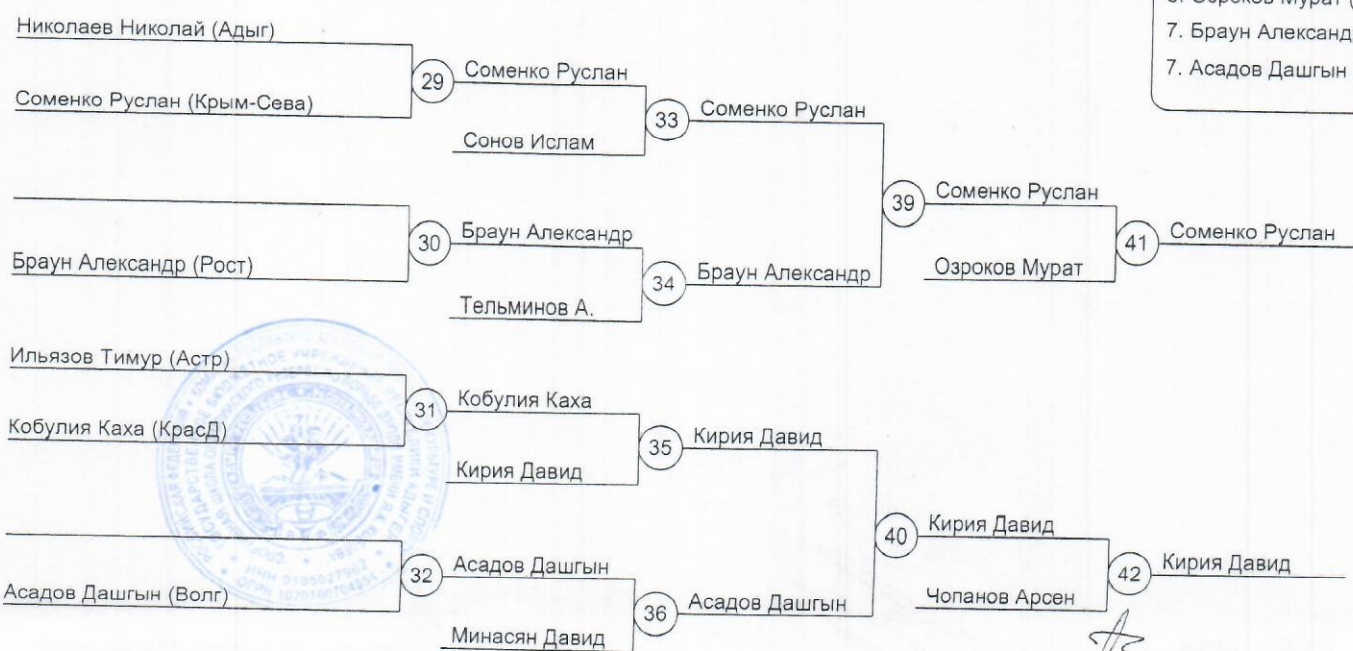 7. Браун Александ
7. Асадов Дашгын
Николаев Николай (Адыг)
29
Соменко Руслан
Соменко Руслан (Крым-Сева)
33
Соменко Руслан
Сонов Ислам
39
Соменко Руслан
30
Браун Александр
Браун Александр (Рост)
41
Соменко Руслан
34
Браун Александр
Озроков Мурат
Тельминов А.
Ильязов Тимур (Астр)
31
Кобулия Каха
Кобулия Каха (КрасД)
35
Кирия Давид
Кирия Давид
40
Кирия Давид
32
Асадов Дашгын
42
Кирия Давид
Асадов Дашгын (Волг)
36
Асадов Дашгын
Чопанов Арсен
Минасян Давид